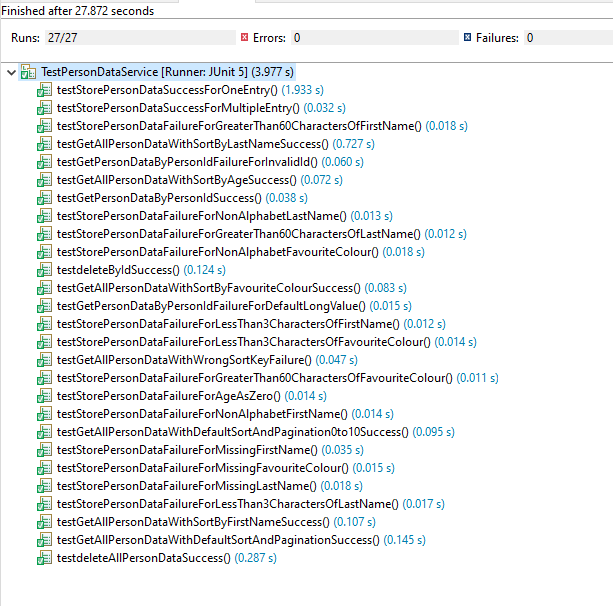 Finished after 27.872 seconds
Runs: 27/27 Errors: 0 Failures: 0
TestPersonDataService [Runner: JUnit 5] (3.977 s)
testStorePersonDataSuccessForOneEntry() (1.933 s)
testStorePersonDataSuccessForMultipleEntry() (0.032 s)
testStorePersonDataFailureForGreaterThan60CharactersOfFirstName() (0.018 s)
testGetAllPersonDataWithSortByLastNameSuccess() (0.727 s)
testGetPersonDataByPersonIdFailureForInvalidId() (0.060 s)
testGetAllPersonDataWithSortByAgeSuccess() (0.072 s)
testGetPersonDataByPersonIdSuccess() (0.038 s)
testStorePersonDataFailureForNonAlphabetLastName() (0.013 s)
testStorePersonDataFailureForGreaterThan60CharactersOfLastName() (0.012 s)
testStorePersonDataFailureForNonAlphabetFavouriteColour() (0.018 s)
testdeleteByIdSuccess() (0.124 s)
testGetAllPersonDataWithSortByFavouriteColourSuccess() (0.083 s)
testGetPersonDataByPersonIdFailureForDefaultLongValue() (0.015 s)
testStorePersonDataFailureForLessThan3CharactersOfFirstName() (0.012 s)
testStorePersonDataFailureForLessThan3CharactersOfFavouriteColour() (0.014 s)
testGetAllPersonDataWithWrongSortKeyFailure() (0.047 s)
testStorePersonDataFailureForGreaterThan60CharactersOfFavouriteColour() (0.011 s)
testStorePersonDataFailureForAgeAsZero() (0.014 s)
testStorePersonDataFailureForNonAlphabetFirstName() (0.014 s)
testGetAllPersonDataWithDefaultSortAndPagination0to10Success() (0.095 s)
testStorePersonDataFailureForMissingFirstName() (0.035 s)
testStorePersonDataFailureForMissingFavouriteColour() (0.015 s)
testStorePersonDataFailureForMissingLastName() (0.018 s)
testStorePersonDataFailureForLessThan3CharactersOfLastName() (0.017 s)
testGetAllPersonDataWithSortByFirstNameSuccess() (0.107 s)
testGetAllPersonDataWithDefaultSortAndPaginationSuccess() (0.145 s)
testdeleteAllPersonDataSuccess() (0.287 s)